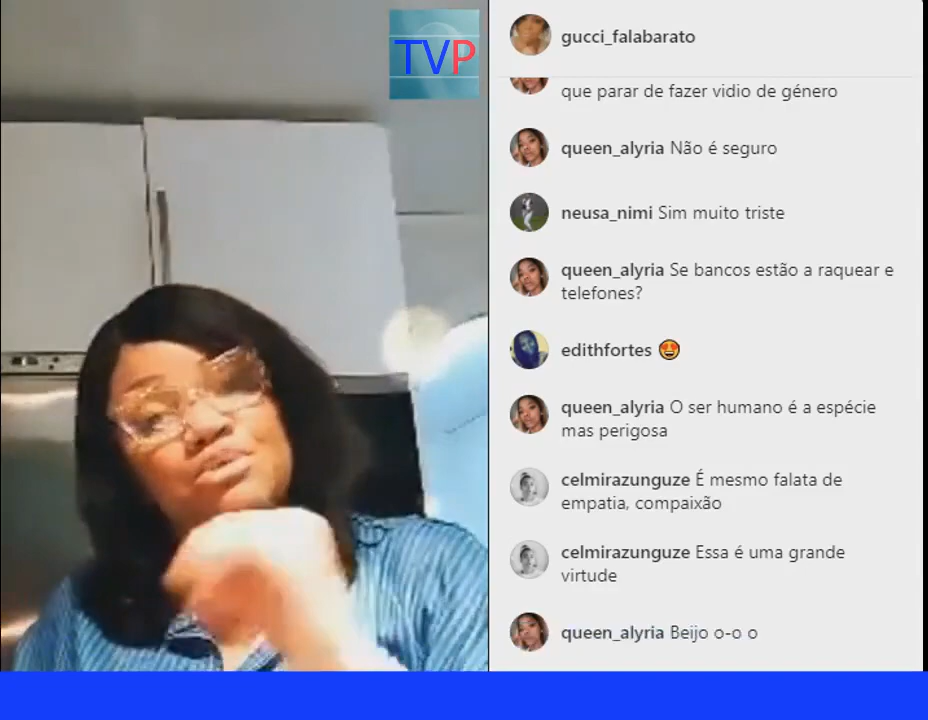 TVP
gucci_falabarato
que parar de fazer vidio de género
queen_alyria Não é seguro
neusa_nimi Sim muito triste
queen_alyria Se bancos estão a raquear e
telefones?
edithfortes 😍
queen_alyria O ser humano é a espécie
mas perigosa
celmirazunguze É mesmo falata de
empatia, compaixão
celmirazunguze Essa é uma grande
virtude
queen_alyria Beijo o-o o